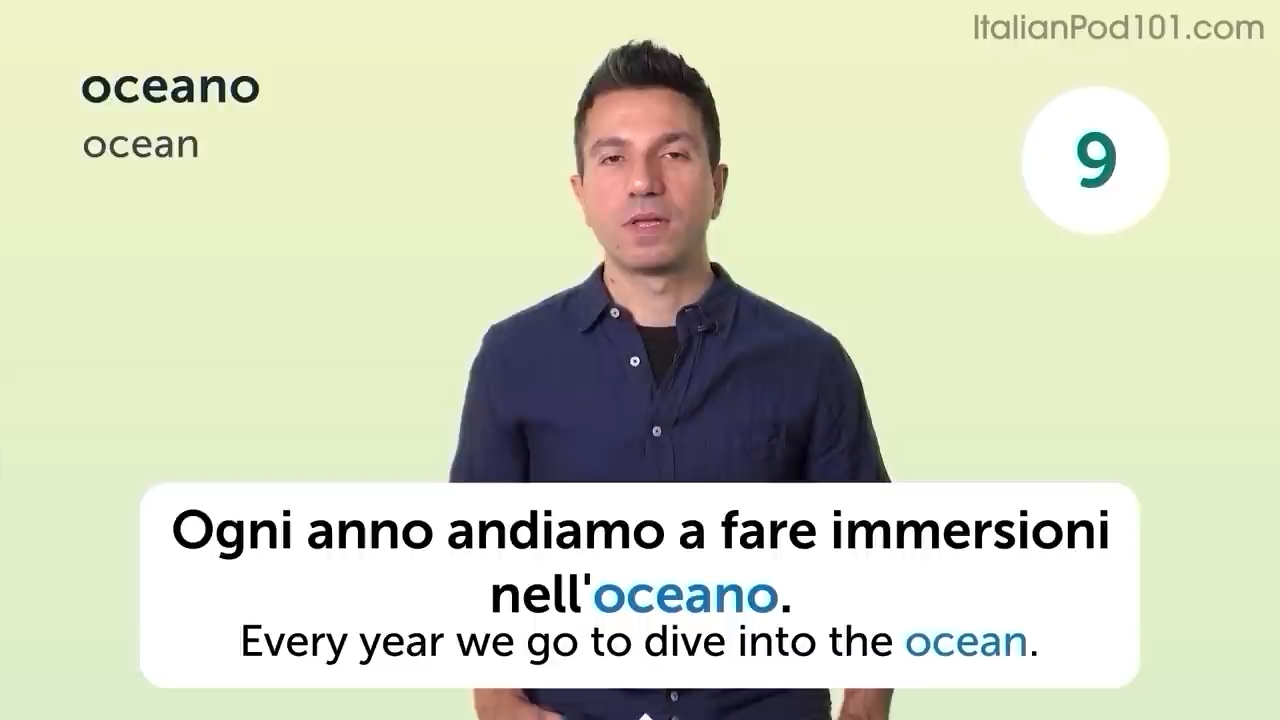 ItalianPod101.com
oceano
ocean
9
Ogni anno andiamo a fare immersioni
nell'oceano.
Every year we go to dive into the ocean.